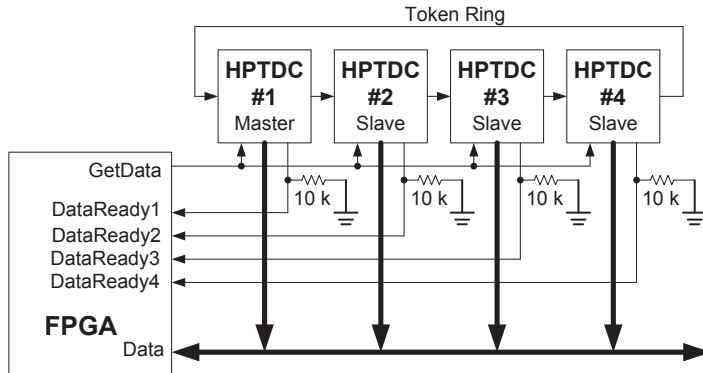 Token Ring
HPTDC
#1
Master
HPTDC
#2
Slave
HPTDC
#3
Slave
HPTDC
#4
Slave
GetData
10 k
10 k
10 k
10 k
DataReady1
DataReady2
DataReady3
DataReady4
FPGA
Data